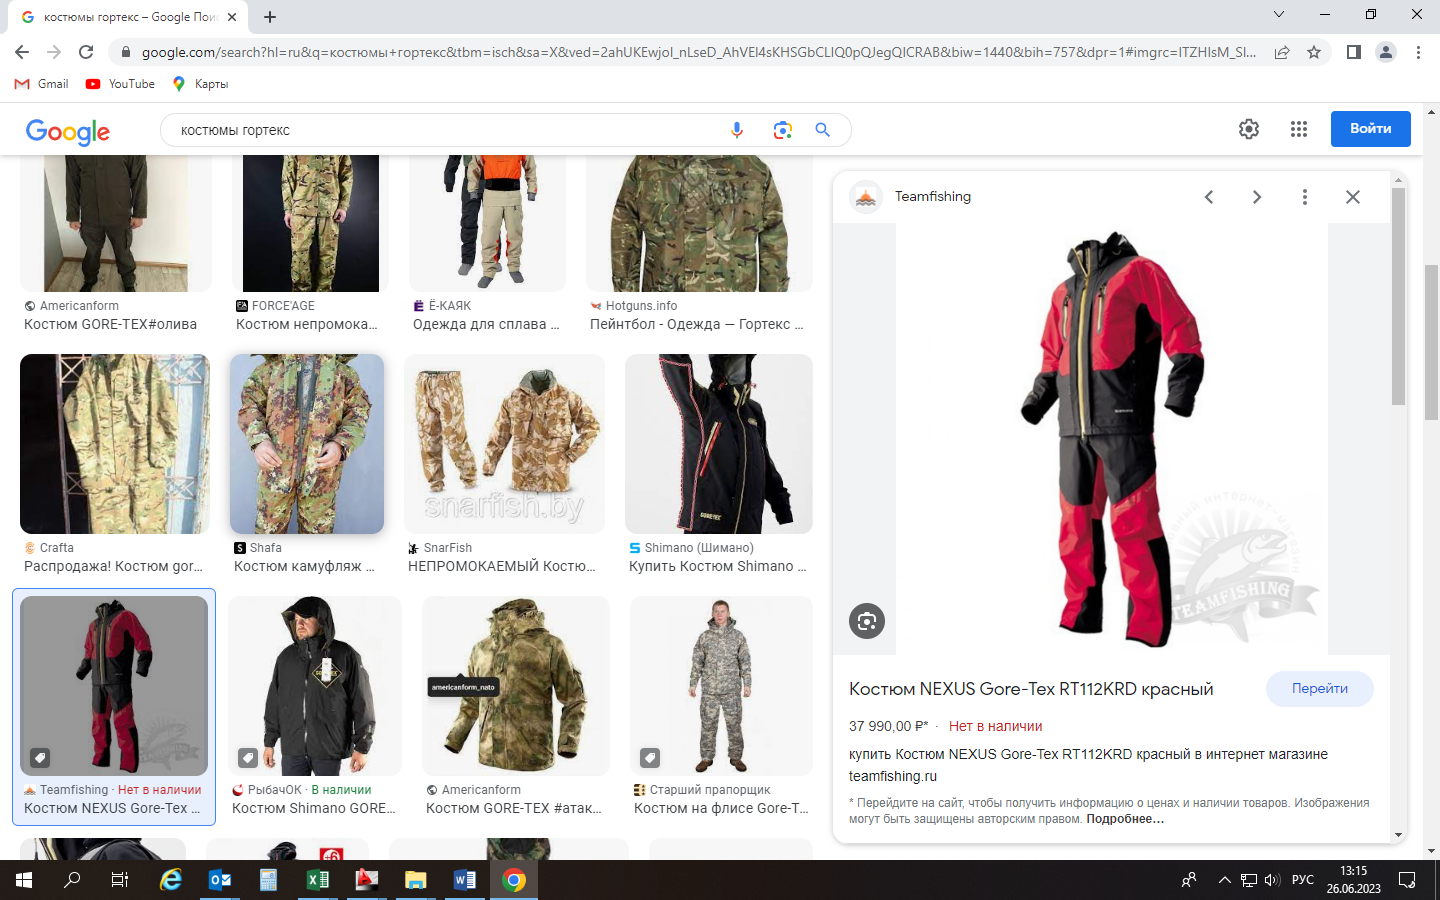 костюмы гортекс – Google Пои
google.com/search?hl=ru&q=костюмы+гортекс&tbm=isch&sa=X&ved=2ahUKEwjoI_nLseD_AhVEl4sKHSGbCLIQ0pQJegQICRAB&biw=1440&bih=757&dpr=1#imgrc=ITZHIsM_SI...
Gmail YouTube Карты
Google
костюмы гортекс
Войти
Americanform
Костюм GORE-TEX#олива
FORCE'AGE
Костюм непромока...
Ё-КАЯК
Одежда для сплава ...
Hotguns.info
Пейнтбол - Одежда — Гортекс ...
snarfish.by
GORE-TEX
Crafta
Распродажа! Костюм gor...
Shafa
Костюм камуфляж ...
SnarFish
НЕПРОМОКАЕМЫЙ Костю...
Shimano (Шимано)
Купить Костюм Shimano ...
americanform_nato
Teamfishing · Нет в наличии
Костюм NEXUS Gore-Tex ...
РыбачОК · В наличии
Костюм Shimano GORE...
Americanform
Костюм GORE-TEX #атак...
Старший прапорщик
Костюм на флисе Gore-T...
+6
Teamfishing
TEAMFISHING
Костюм NEXUS Gore-Tex RT112KRD красный
Перейти
37 990,00 ₽* · Нет в наличии
купить Костюм NEXUS Gore-Tex RT112KRD красный в интернет магазине
teamfishing.ru
* Перейдите на сайт, чтобы получить информацию о ценах и наличии товаров. Изображения
могут быть защищены авторским правом. Подробнее...
РУС
13:15
26.06.2023